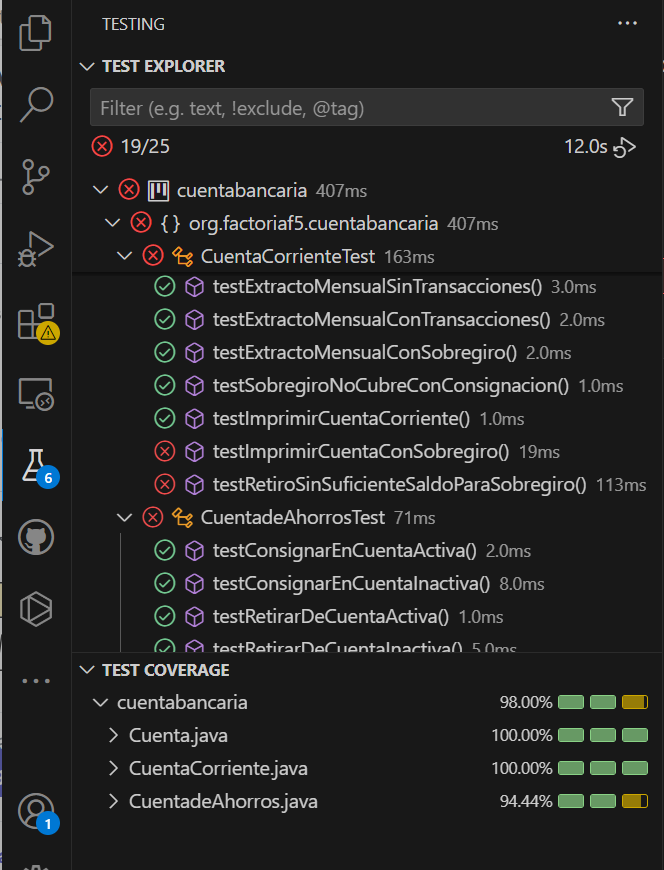 TESTING
TEST EXPLORER
Filter (e.g. text, !exclude, @tag)
19/25 12.0s
cuentabancaria 407ms
{} org.factoriaf5.cuentabancaria 407ms
CuentaCorrienteTest 163ms
testExtractoMensualSinTransacciones() 3.0ms
testExtractoMensualConTransacciones() 2.0ms
testExtractoMensualConSobregiro() 2.0ms
testSobregiroNoCubreConConsignacion() 1.0ms
testImprimirCuentaCorriente() 1.0ms
testImprimirCuentaConSobregiro() 19ms
testRetiroSinSuficienteSaldoParaSobregiro() 113ms
CuentadeAhorrosTest 71ms
testConsignarEnCuentaActiva() 2.0ms
testConsignarEnCuentaInactiva() 8.0ms
testRetirarDeCuentaActiva() 1.0ms
testRetirarDeCuentaInactiva() 5.0ms
6
TEST COVERAGE
cuentabancaria 98.00%
Cuenta.java 100.00%
CuentaCorriente.java 100.00%
CuentadeAhorros.java 94.44%
1